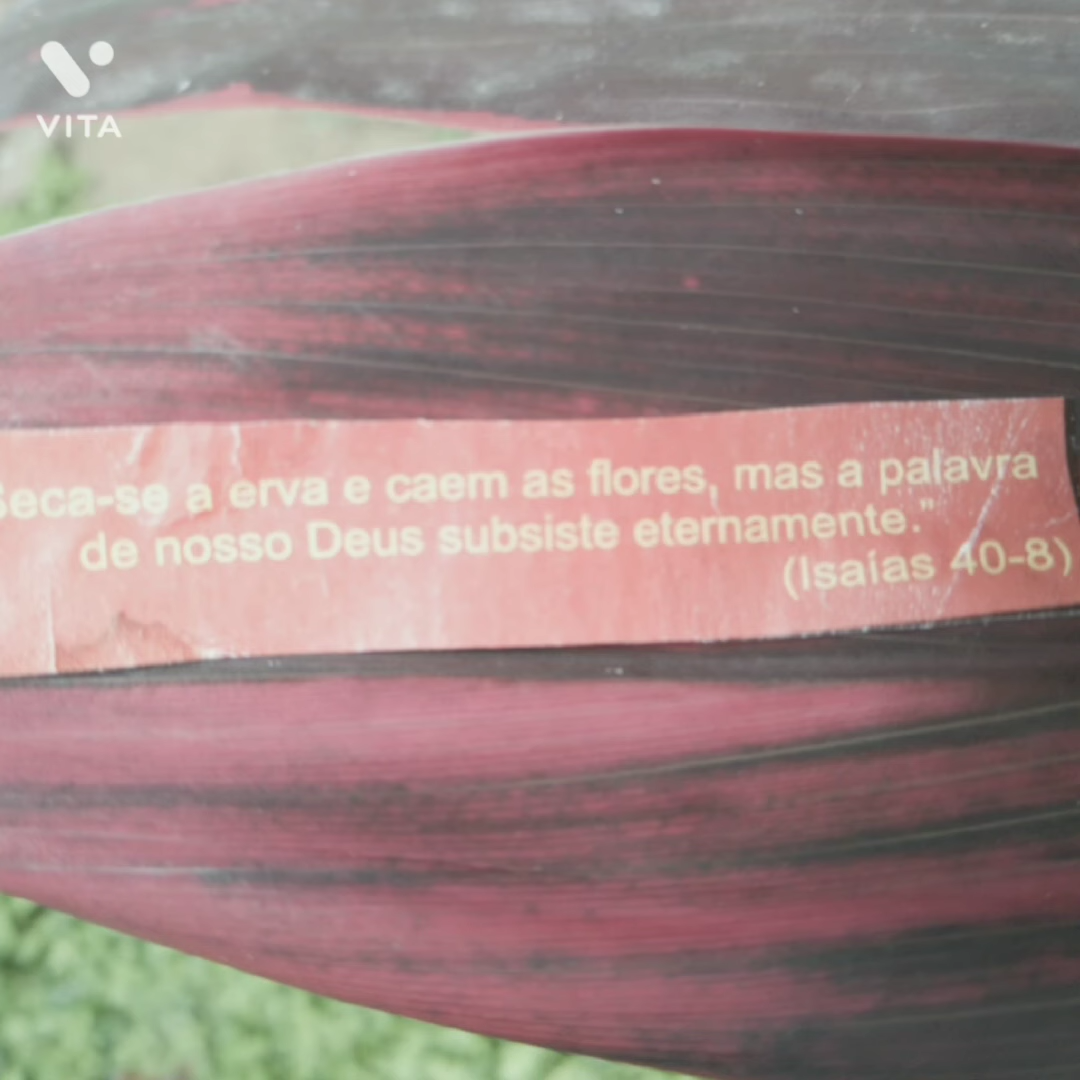 VITA
Seca-se a erva e caem as flores, mas a palavra
de nosso Deus subsiste eternamente."
(Isaías 40-8)